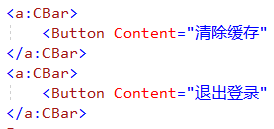 <a:CBar>
<Button Content="清除缓存"
</a:CBar>
<a:CBar>
<Button Content="退出登录"
</a:CBar>